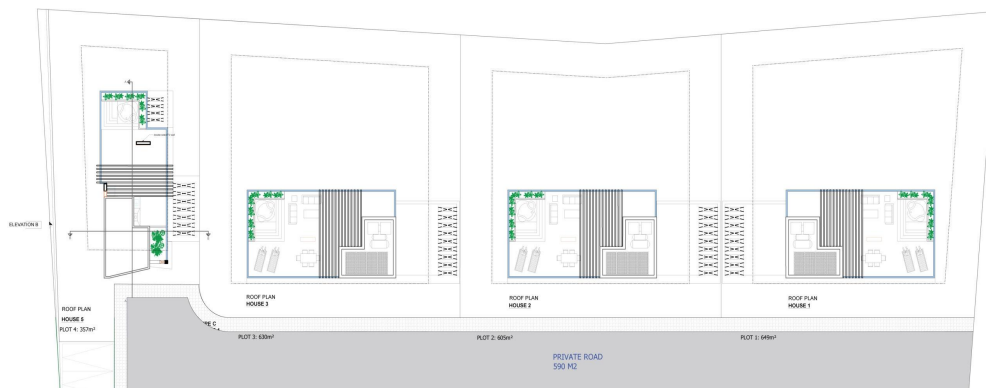 ELEVATION B
ROOF PLAN
HOUSE 5
PLOT 4: 357m²
ROOF PLAN
HOUSE 3
PLOT 3: 630m²
ROOF PLAN
HOUSE 2
PLOT 2: 605m²
ROOF PLAN
HOUSE 1
PLOT 1: 649m²
PRIVATE ROAD
590 M2